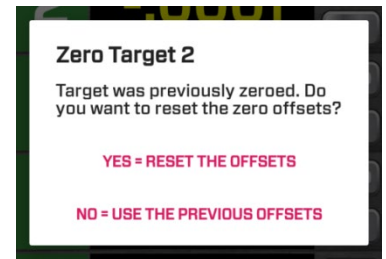 Zero Target 2
Target was previously zeroed. Do
you want to reset the zero offsets?
YES = RESET THE OFFSETS
NO = USE THE PREVIOUS OFFSETS